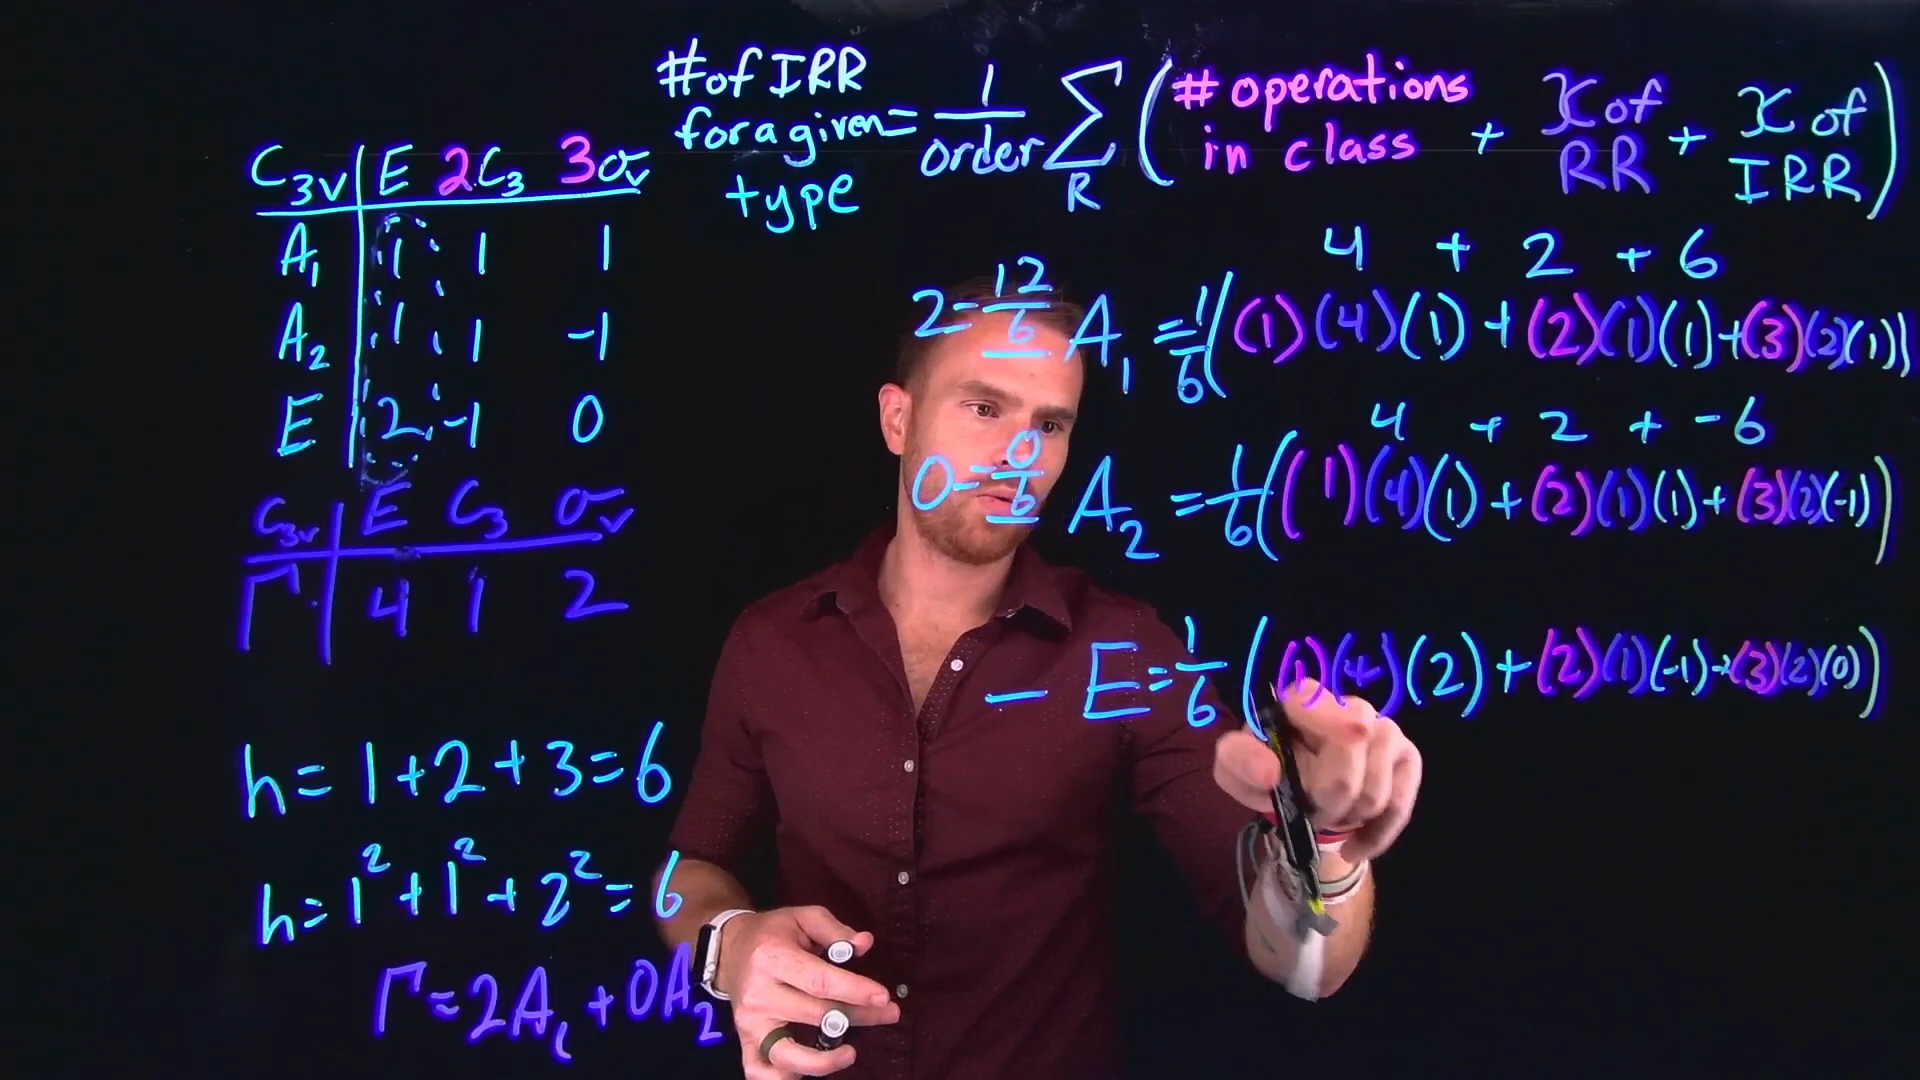 # of IRR for a given type = 1/order Σ_R ( # operations in class + χ of RR + χ of IRR )
C3v | E 2C3 3σv
A1 | 1 1 1
A2 | 1 1 -1
E | 2 -1 0
C3v | E C3 σv
Γ | 4 1 2
h = 1 + 2 + 3 = 6
h = 1² + 1² + 2² = 6
Γ = 2A1 + 0A2
4 + 2 + 6
2 = 12/6 A1 = 1/6 ( (1)(4)(1) + (2)(1)(1) + (3)(2)(1) )
4 + 2 + -6
0 = 0/6 A2 = 1/6 ( (1)(4)(1) + (2)(1)(1) + (3)(2)(-1) )
— E = 1/6 ( (1)(4)(2) + (2)(1)(-1) + (3)(2)(0) )